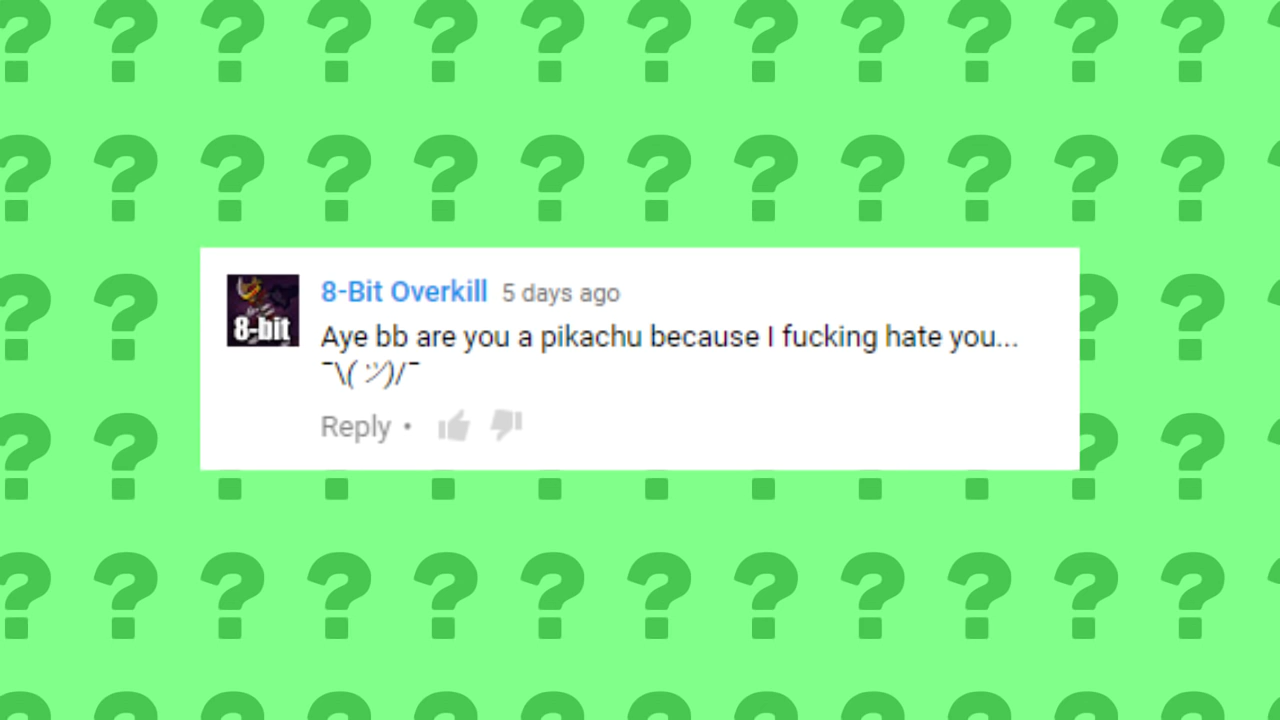 8-bit
8-Bit Overkill 5 days ago
Aye bb are you a pikachu because I fucking hate you...
¯\(ツ)/¯
Reply •